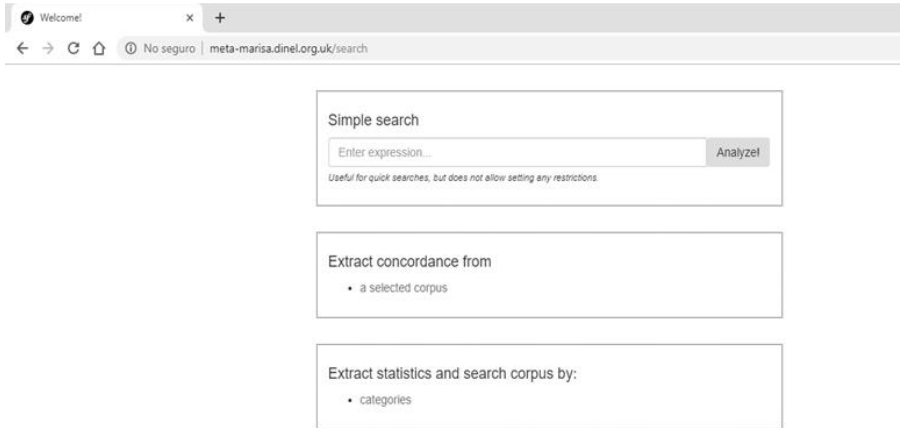 Welcome!
No seguro | meta-marisa.dinel.org.uk/search
Simple search
Enter expression...
Analyze!
Useful for quick searches, but does not allow setting any restrictions.
Extract concordance from
• a selected corpus
Extract statistics and search corpus by:
• categories